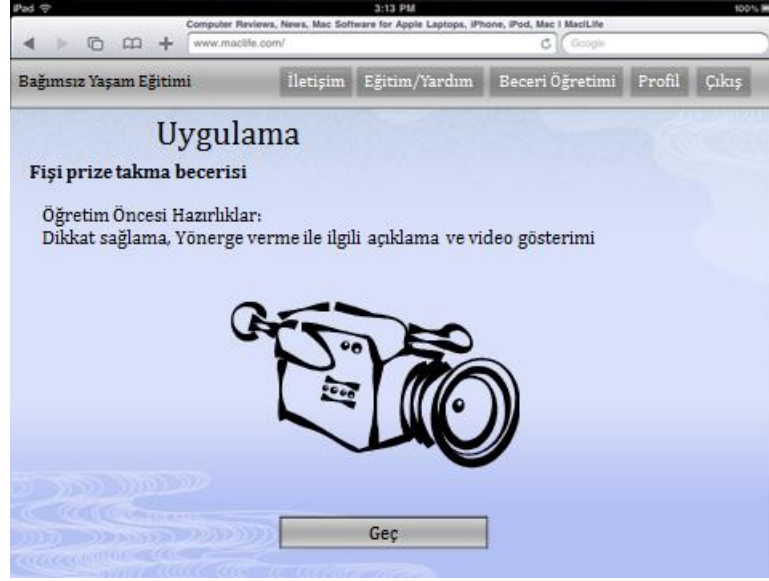 iPad 3:13 PM 100%
Computer Reviews, News, Mac Software for Apple Laptops, iPhone, iPod, Mac | Mac|Life
www.maclife.com/ Google
Bağımsız Yaşam Eğitimi İletişim Eğitim/Yardım Beceri Öğretimi Profil Çıkış
Uygulama
Fişi prize takma becerisi
Öğretim Öncesi Hazırlıklar:
Dikkat sağlama, Yönerge verme ile ilgili açıklama ve video gösterimi
Geç